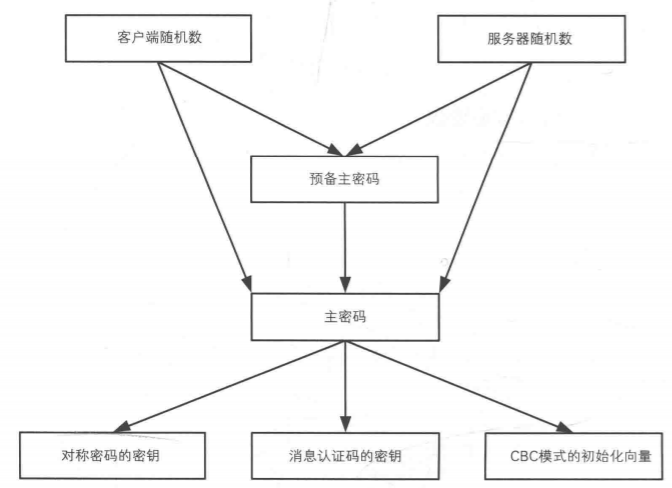 客户端随机数
服务器随机数
预备主密码
主密码
对称密码的密钥
消息认证码的密钥
CBC模式的初始化向量